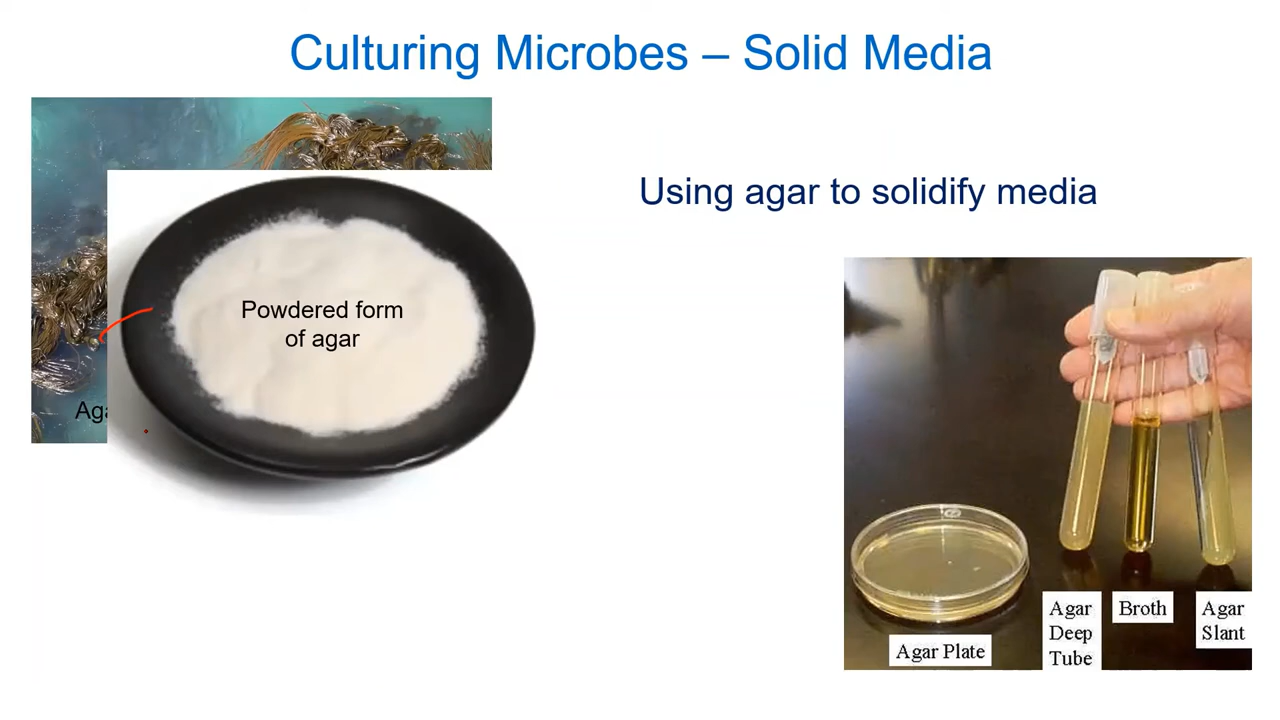 Culturing Microbes – Solid Media
Using agar to solidify media
Powdered form
of agar
Agar Plate
Agar
Deep
Tube
Broth
Agar
Slant